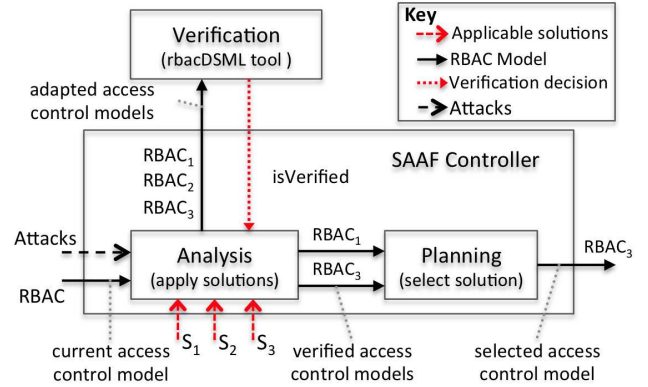 Key
Applicable solutions
RBAC Model
Verification decision
Attacks
Verification
(rbacDSML tool )
adapted access
control models
SAAF Controller
RBAC₁
RBAC₂
RBAC₃
isVerified
Attacks
RBAC
Analysis
(apply solutions)
RBAC₁
RBAC₃
Planning
(select solution)
RBAC₃
S₁ S₂ S₃
current access
control model
verified access
control models
selected access
control model